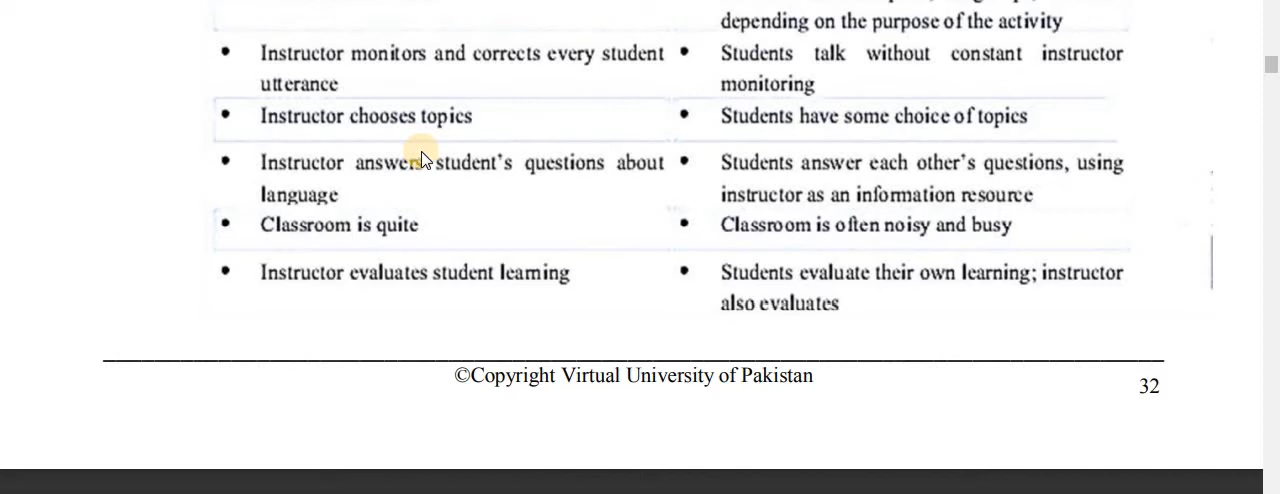 depending on the purpose of the activity
• Instructor monitors and corrects every student
utterance
• Students talk without constant instructor
monitoring
• Instructor chooses topics
• Students have some choice of topics
• Instructor answers student's questions about
language
• Students answer each other's questions, using
instructor as an information resource
• Classroom is quite
• Classroom is often noisy and busy
• Instructor evaluates student learning
• Students evaluate their own learning; instructor
also evaluates
©Copyright Virtual University of Pakistan
32